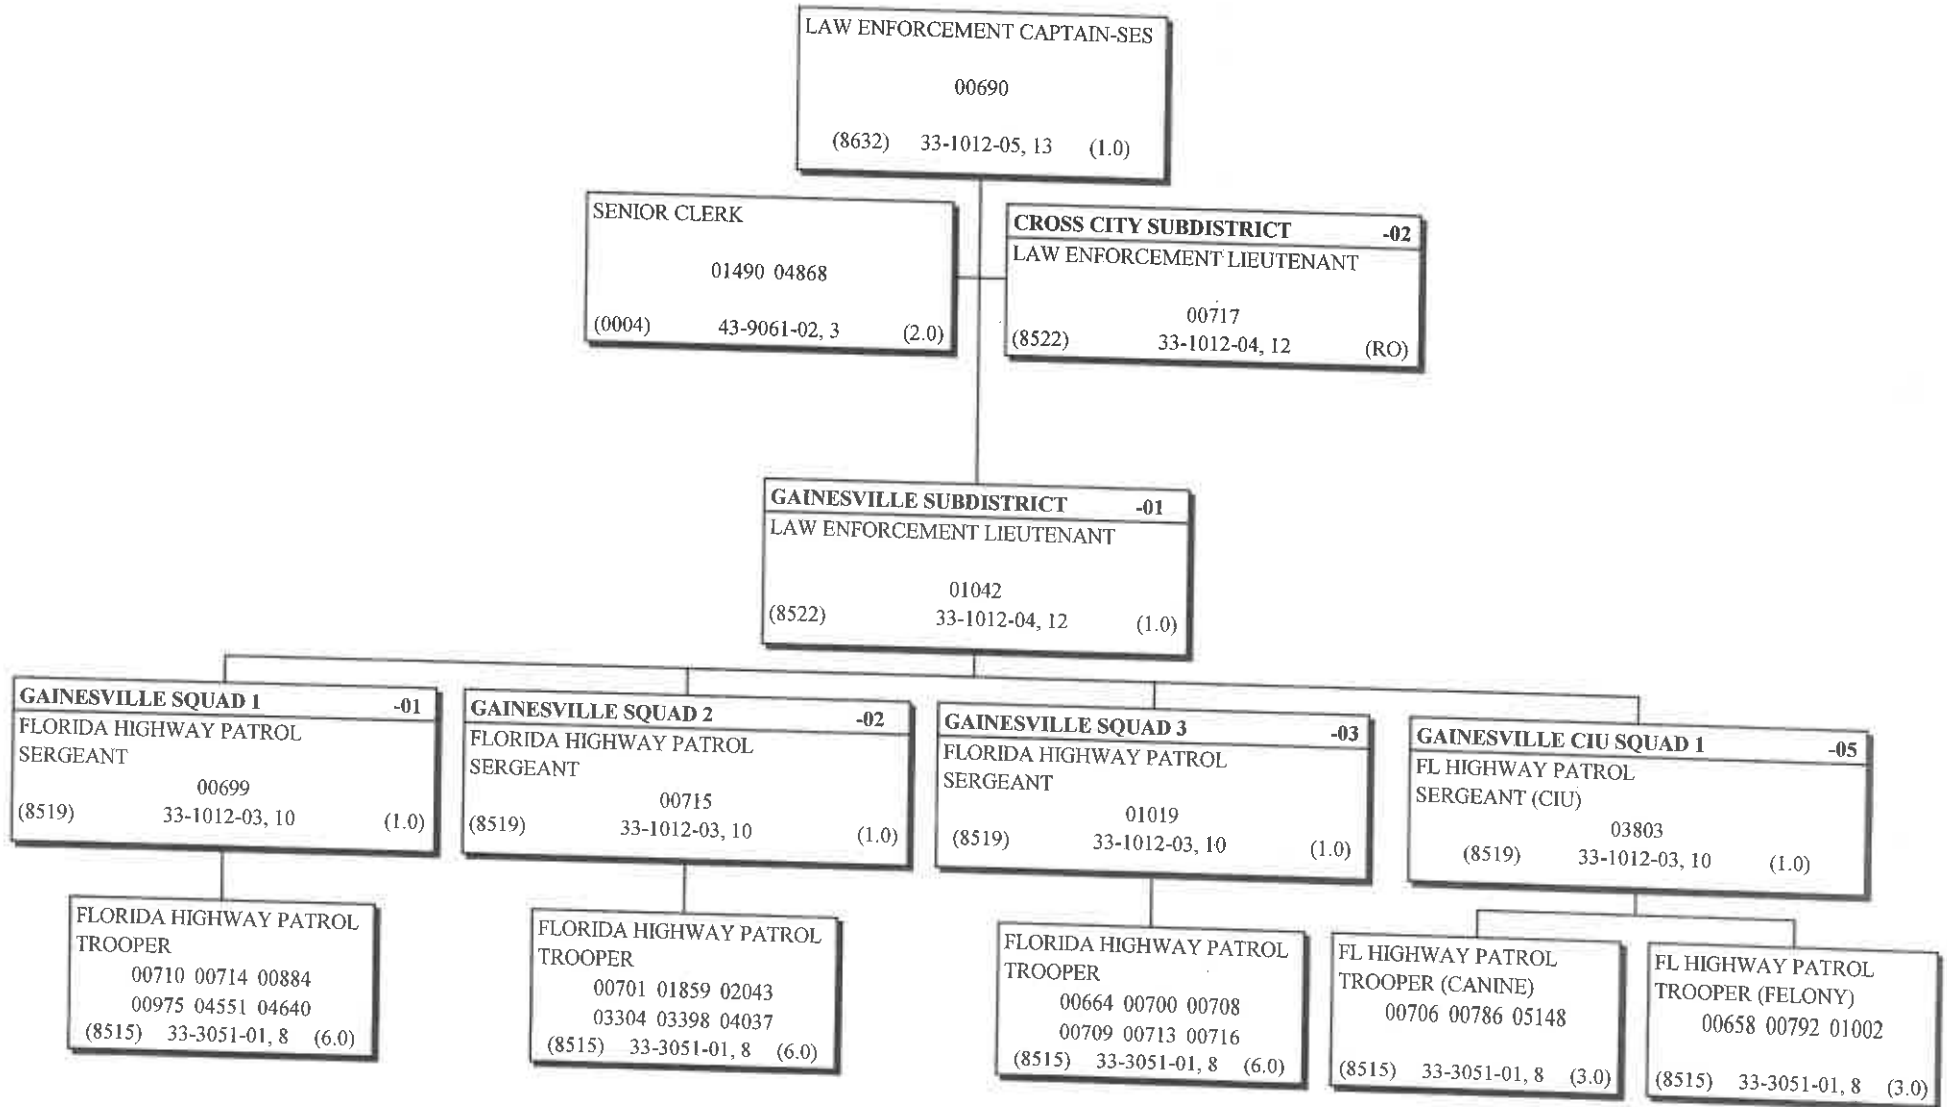 LAW ENFORCEMENT CAPTAIN-SES
00690
(8632) 33-1012-05, 13 (1.0)
SENIOR CLERK
01490 04868
(0004) 43-9061-02, 3 (2.0)
CROSS CITY SUBDISTRICT -02
LAW ENFORCEMENT LIEUTENANT
00717
(8522) 33-1012-04, 12 (RO)
GAINESVILLE SUBDISTRICT -01
LAW ENFORCEMENT LIEUTENANT
01042
(8522) 33-1012-04, 12 (1.0)
GAINESVILLE SQUAD 1 -01
FLORIDA HIGHWAY PATROL
SERGEANT
00699
(8519) 33-1012-03, 10 (1.0)
GAINESVILLE SQUAD 2 -02
FLORIDA HIGHWAY PATROL
SERGEANT
00715
(8519) 33-1012-03, 10 (1.0)
GAINESVILLE SQUAD 3 -03
FLORIDA HIGHWAY PATROL
SERGEANT
01019
(8519) 33-1012-03, 10 (1.0)
GAINESVILLE CIU SQUAD 1 -05
FL HIGHWAY PATROL
SERGEANT (CIU)
03803
(8519) 33-1012-03, 10 (1.0)
FLORIDA HIGHWAY PATROL
TROOPER
00710 00714 00884
00975 04551 04640
(8515) 33-3051-01, 8 (6.0)
FLORIDA HIGHWAY PATROL
TROOPER
00701 01859 02043
03304 03398 04037
(8515) 33-3051-01, 8 (6.0)
FLORIDA HIGHWAY PATROL
TROOPER
00664 00700 00708
00709 00713 00716
(8515) 33-3051-01, 8 (6.0)
FL HIGHWAY PATROL
TROOPER (CANINE)
00706 00786 05148
(8515) 33-3051-01, 8 (3.0)
FL HIGHWAY PATROL
TROOPER (FELONY)
00658 00792 01002
(8515) 33-3051-01, 8 (3.0)